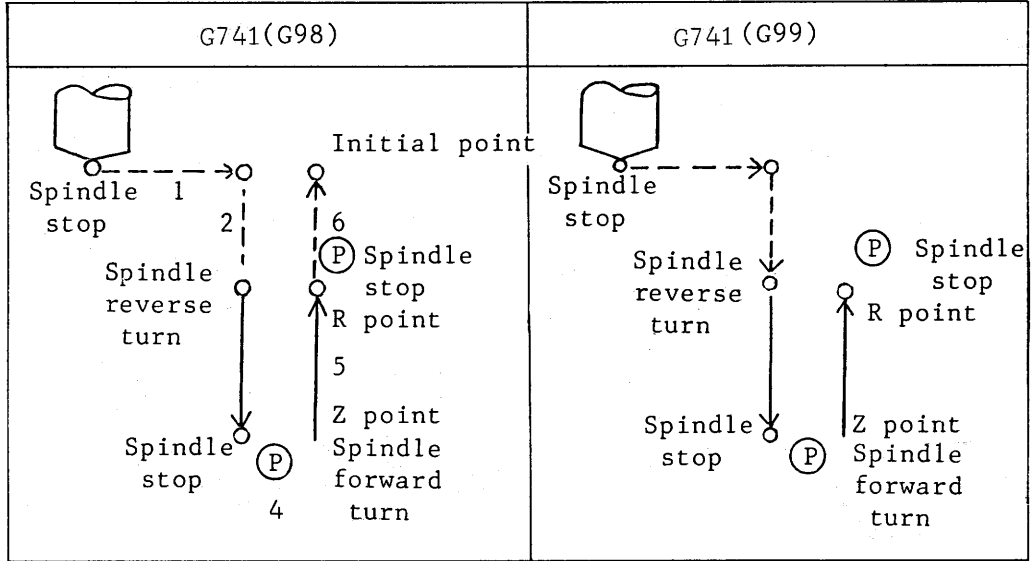 G741(G98)
G741(G99)
Initial point
Spindle
stop
1
2
6
P Spindle
stop
Spindle
reverse
turn
R point
5
Z point
Spindle
stop
P
Spindle
forward
turn
4
Spindle
stop
P Spindle
stop
Spindle
reverse
turn
R point
Spindle
stop
P
Z point
Spindle
forward
turn